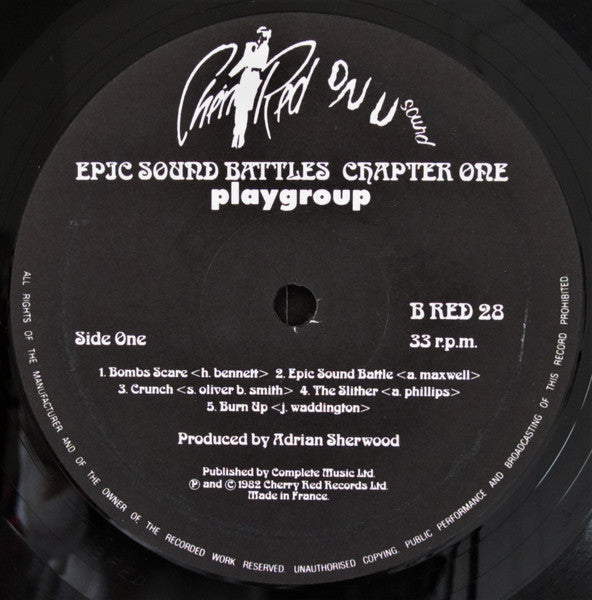 Cherry Red ON U sound
EPIC SOUND BATTLES CHAPTER ONE
playgroup
B RED 28
Side One
33 r.p.m.
1. Bombs Scare <h. bennett> 2. Epic Sound Battle <a. maxwell>
3. Crunch <s. oliver b. smith> 4. The Slither <a. phillips>
5. Burn Up <j. waddington>
Produced by Adrian Sherwood
Published by Complete Music Ltd.
℗ and © 1982 Cherry Red Records Ltd.
Made in France.
ALL RIGHTS OF THE MANUFACTURER AND OF THE OWNER OF THE RECORDED WORK RESERVED. UNAUTHORISED COPYING. PUBLIC PERFORMANCE AND BROADCASTING OF THIS RECORD PROHIBITED